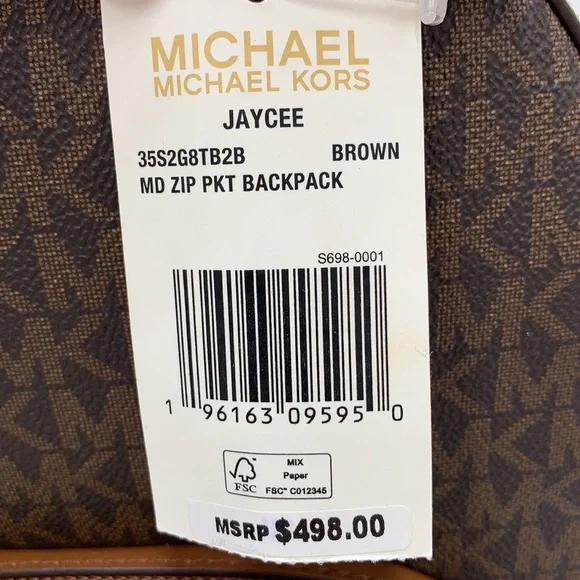 MICHAEL
MICHAEL KORS
JAYCEE
35S2G8TB2B BROWN
MD ZIP PKT BACKPACK
S698-0001
1 96163 09595 0
FSC
MIX
Paper
FSC™ C012345
MSRP $498.00